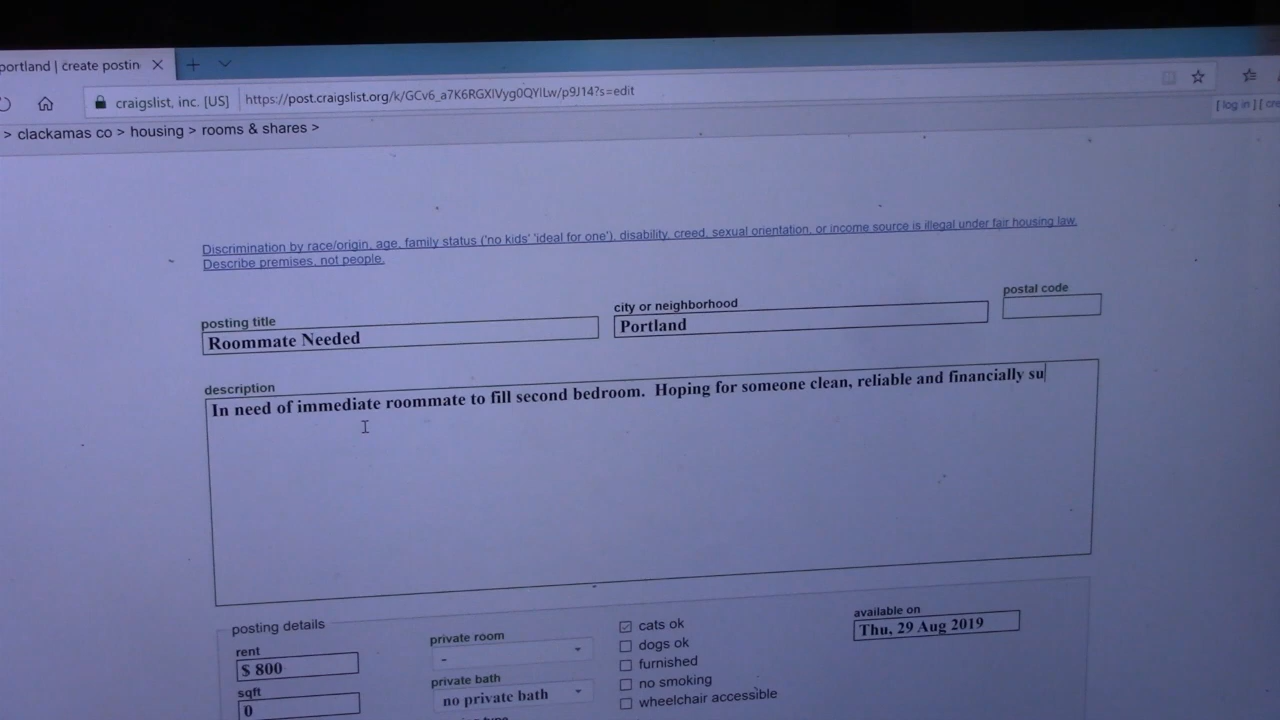 portland | create postin
craigslist, inc. [US] https://post.craigslist.org/k/GCv6_a7K6RGXIVyg0QYILw/p9J14?s=edit
[ log in ] [ cre
> clackamas co > housing > rooms & shares >
Discrimination by race/origin, age, family status ('no kids' 'ideal for one'), disability, creed, sexual orientation, or income source is illegal under fair housing law.
Describe premises, not people.
posting title city or neighborhood postal code
Roommate Needed Portland
description
In need of immediate roommate to fill second bedroom.  Hoping for someone clean, reliable and financially su
posting details
rent
$ 800
sqft
0
private room
-
private bath
no private bath
cats ok
dogs ok
furnished
no smoking
wheelchair accessible
available on
Thu, 29 Aug 2019